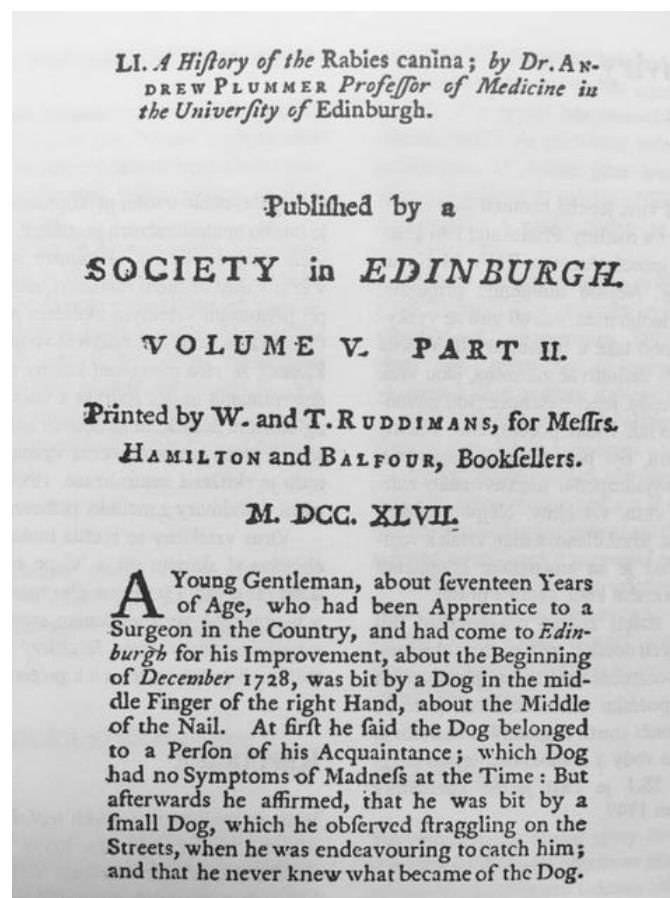 LI. A Hiſtory of the Rabies canina; by Dr. AN-
DREW PLUMMER Profeſſor of Medicine in
the Univerſity of Edinburgh.
Publiſhed by a
SOCIETY in EDINBURGH.
VOLUME V. PART II.
Printed by W. and T. RUDDIMANS, for Meſſrs.
HAMILTON and BALFOUR, Bookſellers.
M. DCC. XLVII.
A Young Gentleman, about ſeventeen Years
of Age, who had been Apprentice to a
Surgeon in the Country, and had come to Edin-
burgh for his Improvement, about the Beginning
of December 1728, was bit by a Dog in the mid-
dle Finger of the right Hand, about the Middle
of the Nail. At firſt he ſaid the Dog belonged
to a Perſon of his Acquaintance; which Dog
had no Symptoms of Madneſs at the Time: But
afterwards he affirmed, that he was bit by a
ſmall Dog, which he obſerved ſtraggling on the
Streets, when he was endeavouring to catch him;
and that he never knew what became of the Dog.